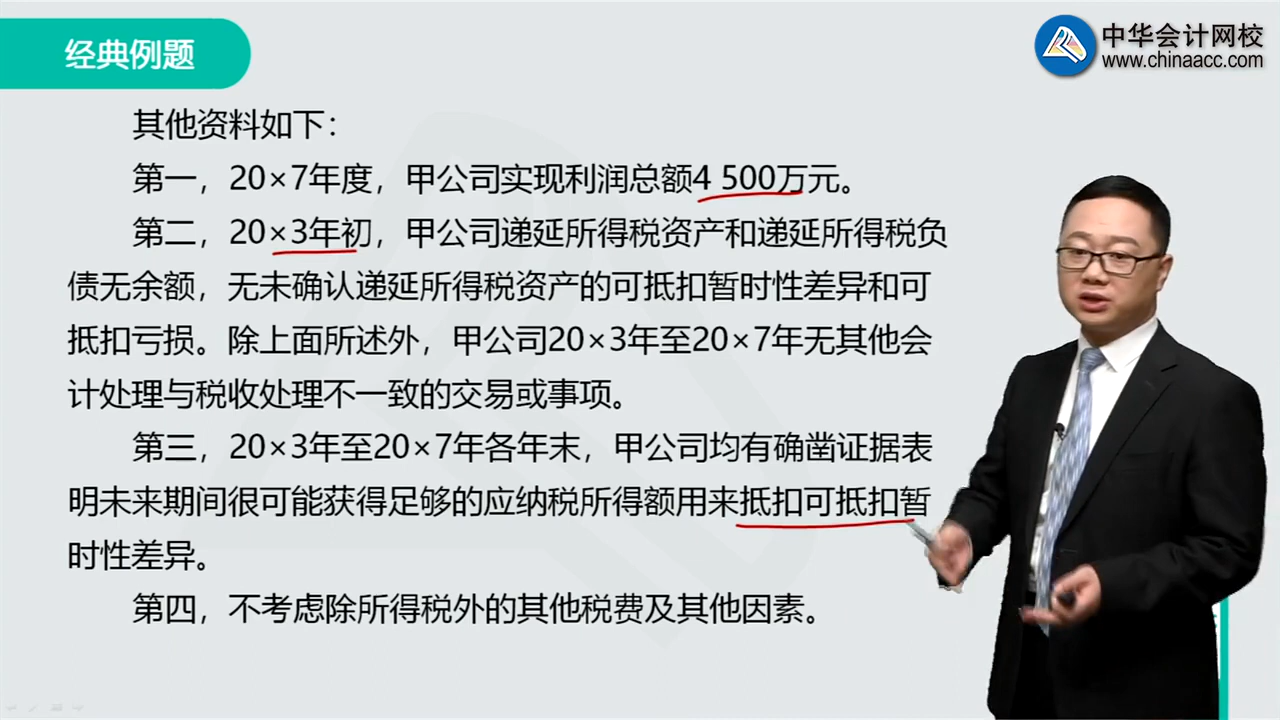 经典例题
中华会计网校
www.chinaacc.com
其他资料如下：
第一，20×7年度，甲公司实现利润总额4 500万元。
第二，20×3年初，甲公司递延所得税资产和递延所得税负
债无余额，无未确认递延所得税资产的可抵扣暂时性差异和可
抵扣亏损。除上面所述外，甲公司20×3年至20×7年无其他会
计处理与税收处理不一致的交易或事项。
第三，20×3年至20×7年各年末，甲公司均有确凿证据表
明未来期间很可能获得足够的应纳税所得额用来抵扣可抵扣暂
时性差异。
第四，不考虑除所得税外的其他税费及其他因素。